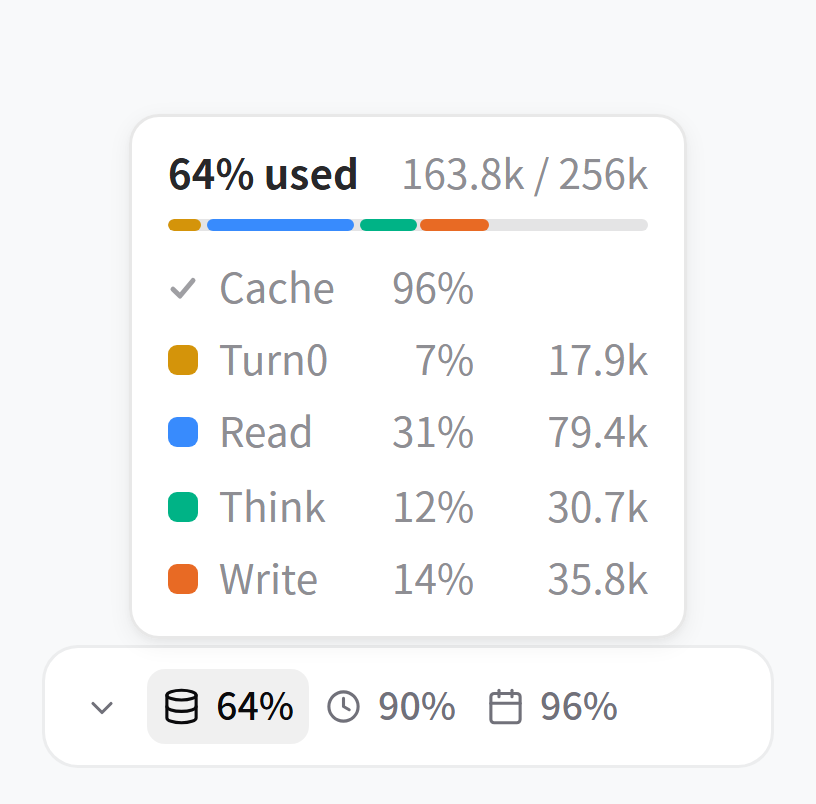 64% used 163.8k / 256k
Cache 96%
Turn0 7% 17.9k
Read 31% 79.4k
Think 12% 30.7k
Write 14% 35.8k
64% 90% 96%